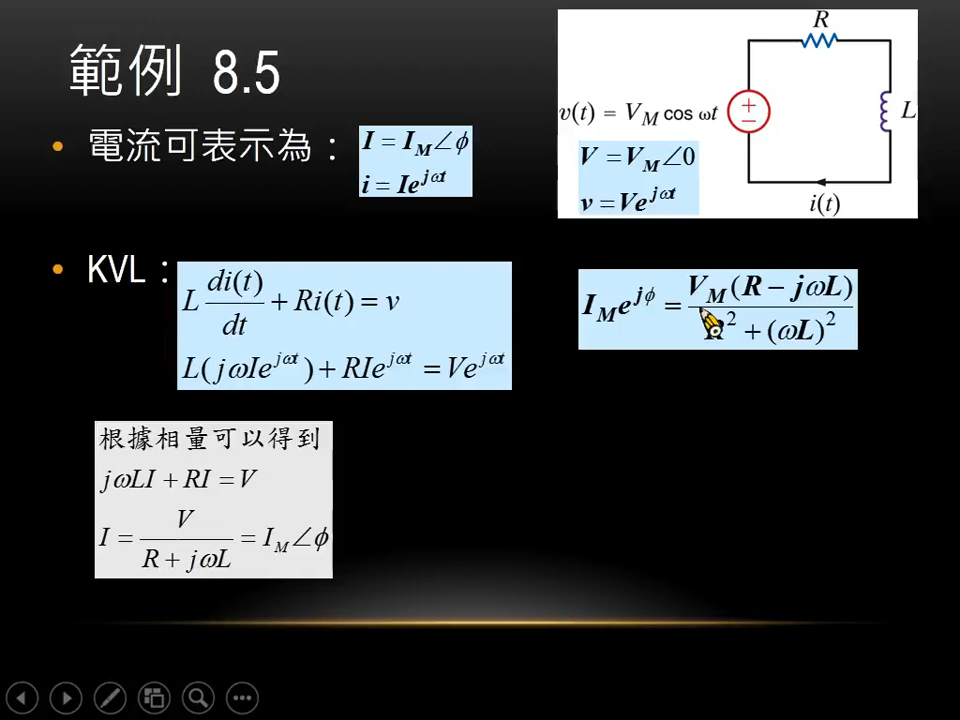 範例 8.5
R
v(t) = V_M cos ωt
+
−
L
V = V_M∠0
v = Ve^{jωt}
i(t)
• 電流可表示為：
I = I_M∠ϕ
i = Ie^{jωt}
• KVL：
L di(t)/dt + Ri(t) = v
L(jωIe^{jωt}) + RIe^{jωt} = Ve^{jωt}
I_M e^{jϕ} = V_M(R − jωL) / R² + (ωL)²
根據相量可以得到
jωLI + RI = V
I = V / R + jωL = I_M∠ϕ